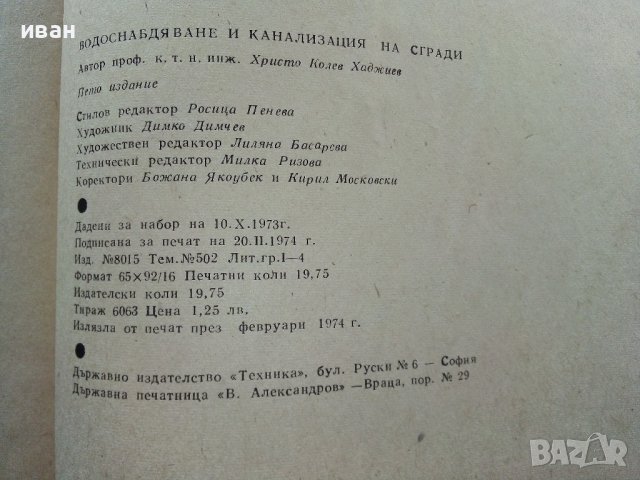 иван
ВОДОСНАБДЯВАНЕ И КАНАЛИЗАЦИЯ НА СГРАДИ
Автор проф. к. т. н. инж. Христо Колев Хаджиев
Пето издание
Стилов редактор Росица Пенева
Художник Димко Димчев
Художествен редактор Лиляна Басарева
Технически редактор Милка Ризова
Коректори Божана Якоубек и Кирил Московски
Дадени за набор на 10.X.1973г.
Подписана за печат на 20.II.1974 г.
Изд. №8015 Тем.№502 Лит.гр.I—4
Формат 65×92/16 Печатни коли 19,75
Издателски коли 19,75
Тираж 6063 Цена 1,25 лв.
Излязла от печат през февруари 1974 г.
Държавно издателство «Техника», бул. Руски № 6 — София
Държавна печатница «В. Александров» —Враца, пор. № 29
BAZAR